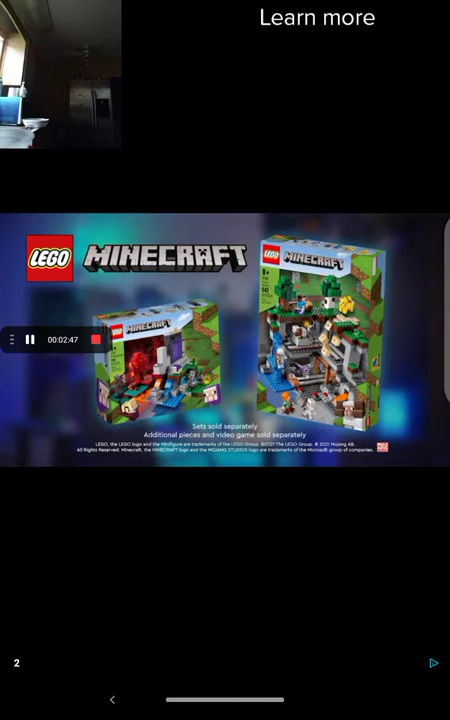 Learn more
LEGO MINECRAFT
LEGO MINECRAFT
8+
LEGO MINECRAFT
00:02:47
Sets sold separately
Additional pieces and video game sold separately
LEGO, the LEGO logo and the Minifigure are trademarks of the LEGO Group. ©2021 The LEGO Group. © 2021 Mojang AB.
All Rights Reserved. Minecraft, the MINECRAFT logo and the MOJANG STUDIOS logo are trademarks of the Microsoft group of companies.
2